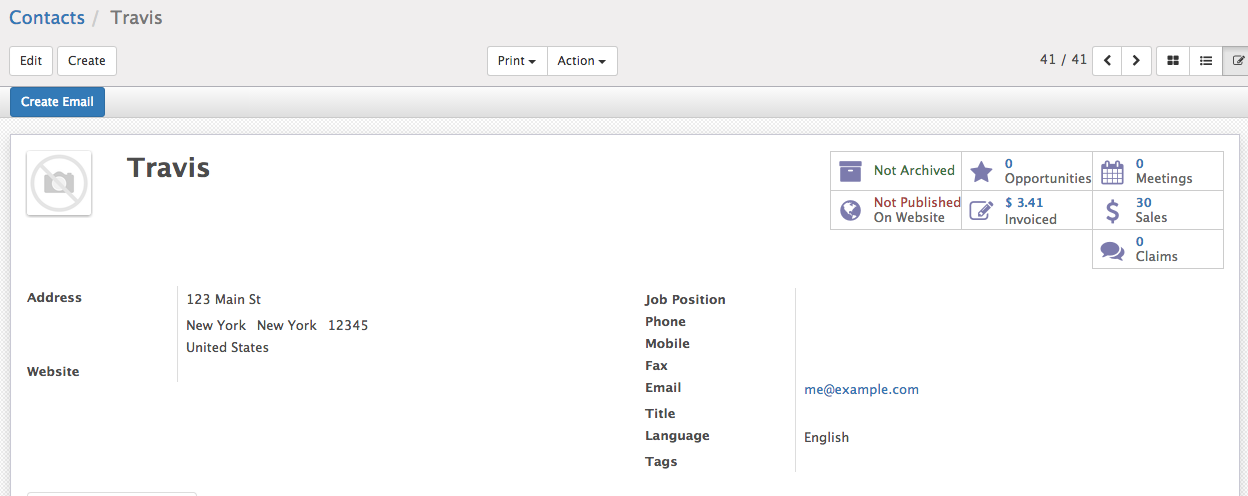 Contacts / Travis
Edit Create Print Action 41 / 41
Create Email
Travis
Not Archived
0
Opportunities
0
Meetings
Not Published
On Website
$ 3.41
Invoiced
30
Sales
0
Claims
Address
123 Main St
New York New York 12345
United States
Website
Job Position
Phone
Mobile
Fax
Email me@example.com
Title
Language English
Tags